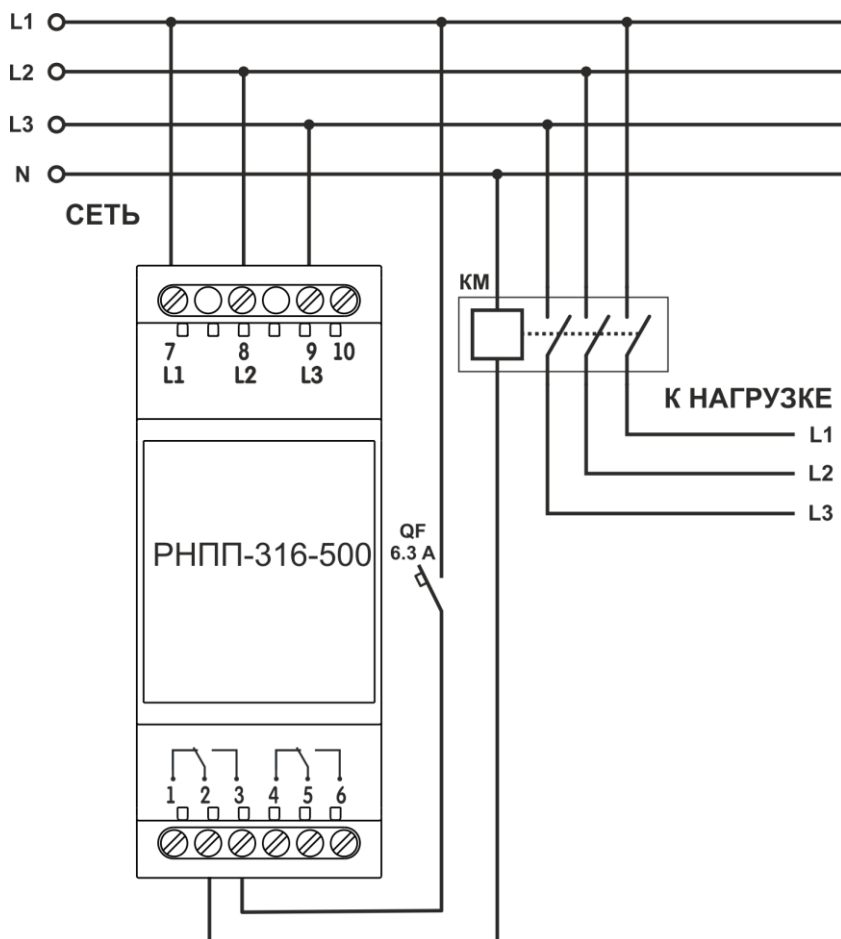 L1
L2
L3
N
СЕТЬ
КМ
7 8 9 10
L1 L2 L3
К НАГРУЗКЕ
L1
L2
L3
QF
6.3 А
РНПП-316-500
1 2 3 4 5 6